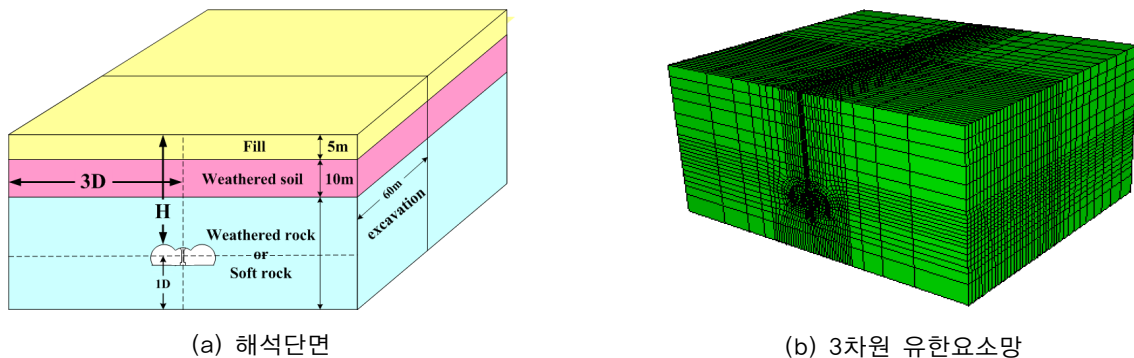 Fill
5m
3D
Weathered soil
10m
H
60m
excavation
Weathered rock
or
Soft rock
1D
(a) 해석단면
(b) 3차원 유한요소망